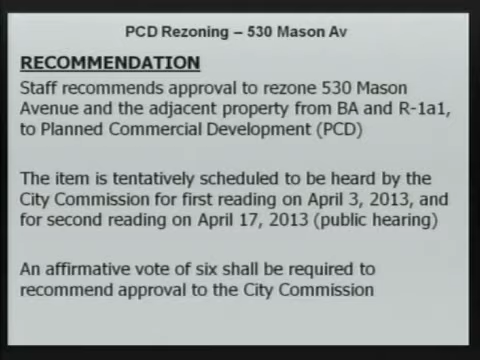 PCD Rezoning – 530 Mason Av
RECOMMENDATION
Staff recommends approval to rezone 530 Mason
Avenue and the adjacent property from BA and R-1a1,
to Planned Commercial Development (PCD)
The item is tentatively scheduled to be heard by the
City Commission for first reading on April 3, 2013, and
for second reading on April 17, 2013 (public hearing)
An affirmative vote of six shall be required to
recommend approval to the City Commission